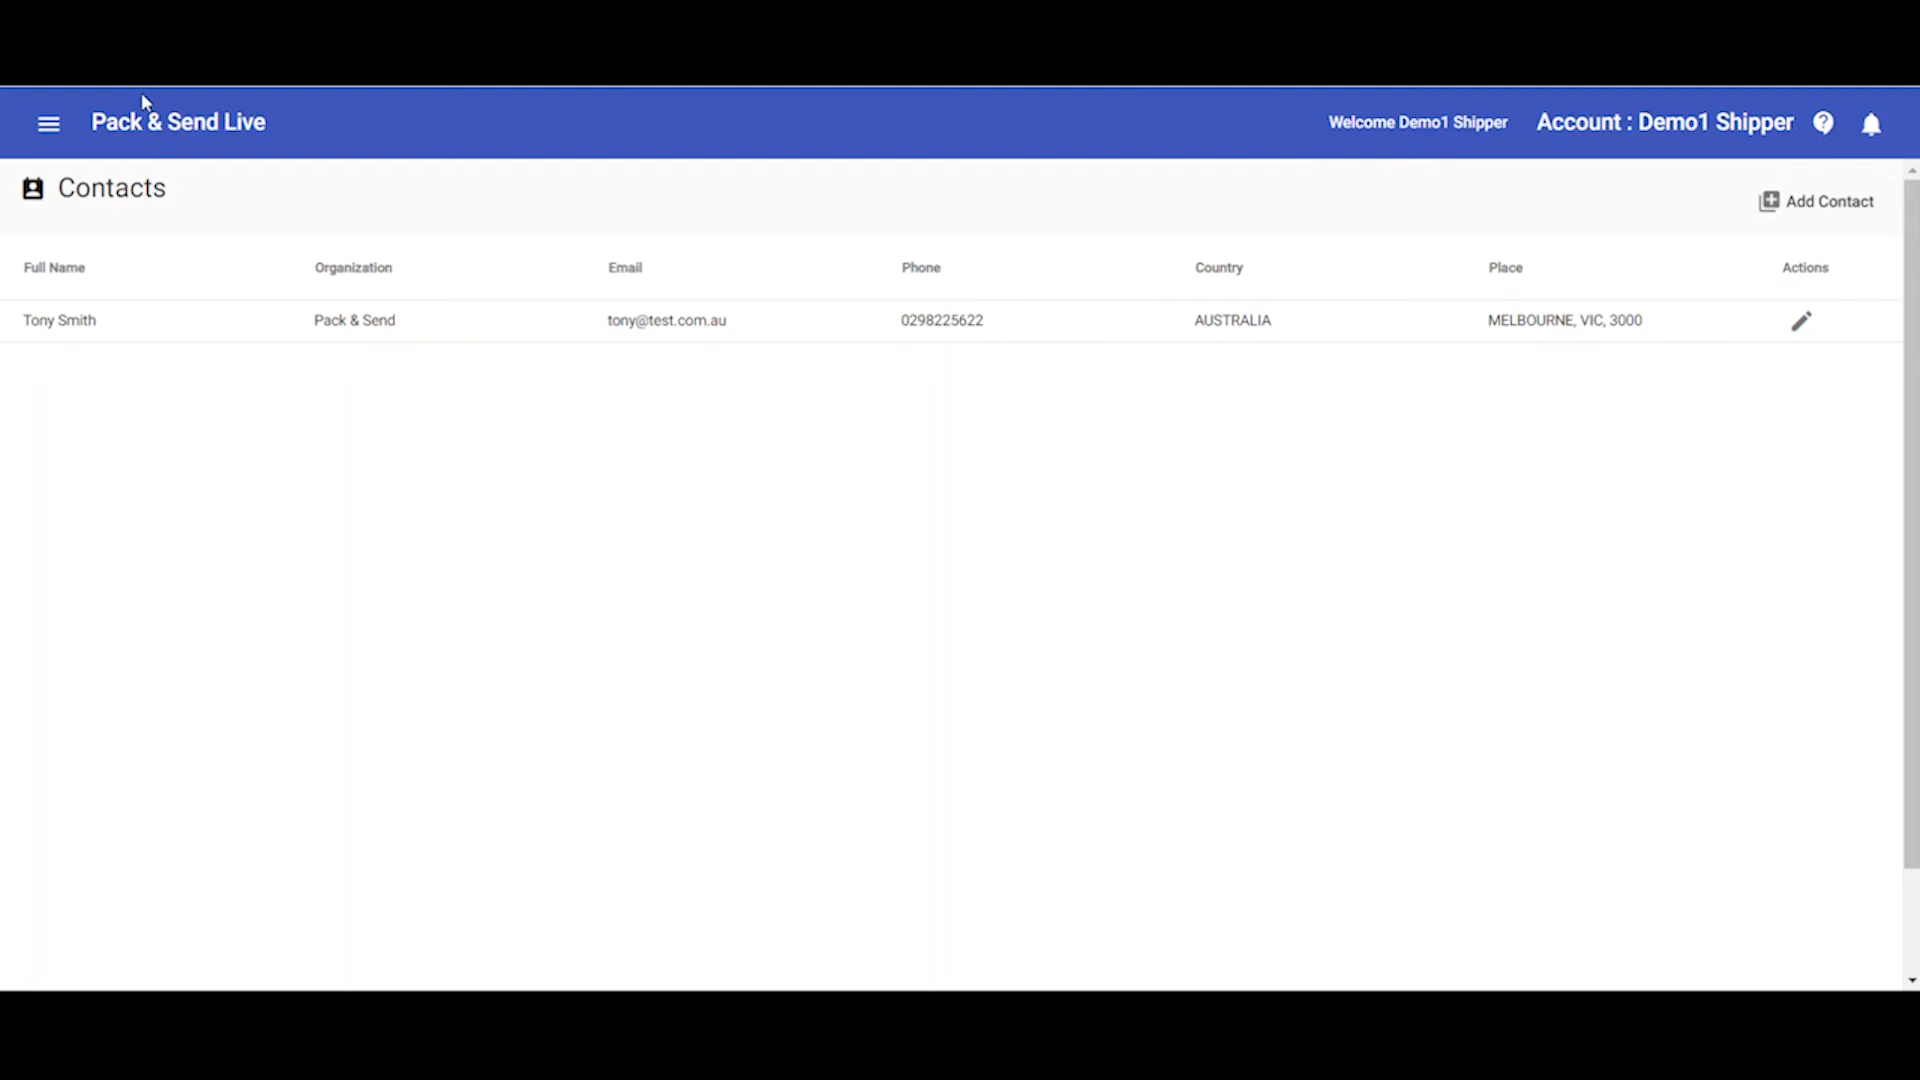 Pack & Send Live
Welcome Demo1 Shipper
Account : Demo1 Shipper
Contacts
Add Contact
Full Name Organization Email Phone Country Place Actions
Tony Smith Pack & Send tony@test.com.au 0298225622 AUSTRALIA MELBOURNE, VIC, 3000